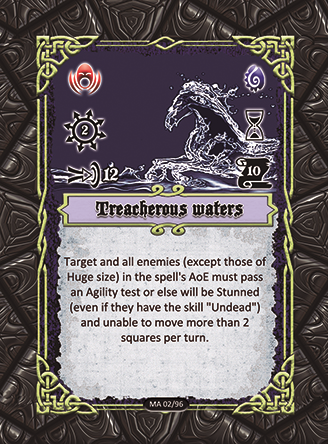 2
12
10
Treacherous waters
Target and all enemies (except those of
Huge size) in the spell's AoE must pass
an Agility test or else will be Stunned
(even if they have the skill "Undead")
and unable to move more than 2
squares per turn.
MA 02/96